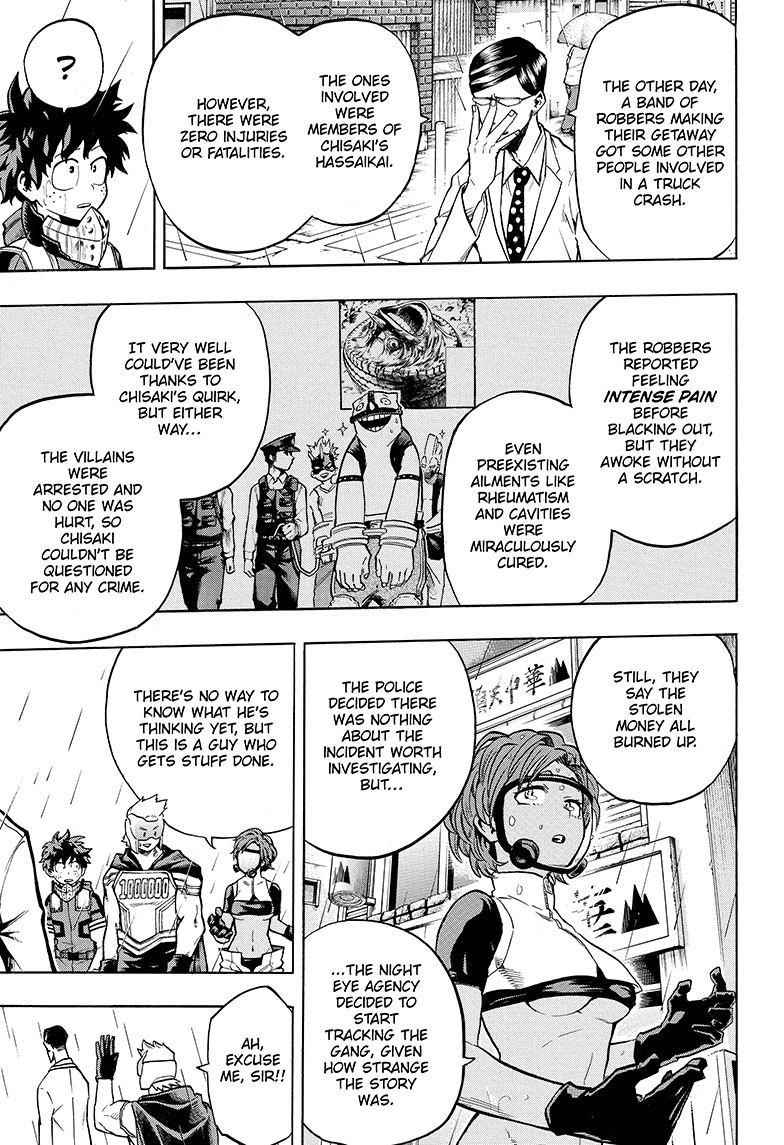 THE OTHER DAY,
A BAND OF
ROBBERS MAKING
THEIR GETAWAY
GOT SOME OTHER
PEOPLE INVOLVED
IN A TRUCK
CRASH.
THE ONES
INVOLVED
WERE
MEMBERS OF
CHISAKI'S
HASSAIKAI.
HOWEVER,
THERE WERE
ZERO INJURIES
OR FATALITIES.
?
THE ROBBERS
REPORTED
FEELING
INTENSE PAIN
BEFORE
BLACKING OUT,
BUT THEY
AWOKE WITHOUT
A SCRATCH.
EVEN
PREEXISTING
AILMENTS LIKE
RHEUMATISM
AND CAVITIES
WERE
MIRACULOUSLY
CURED.
IT VERY WELL
COULD'VE BEEN
THANKS TO
CHISAKI'S QUIRK,
BUT EITHER
WAY...
THE VILLAINS
WERE
ARRESTED AND
NO ONE WAS
HURT, SO
CHISAKI
COULDN'T BE
QUESTIONED
FOR ANY CRIME.
STILL, THEY
SAY THE
STOLEN
MONEY ALL
BURNED UP.
THE POLICE
DECIDED THERE
WAS NOTHING
ABOUT THE
INCIDENT WORTH
INVESTIGATING,
BUT...
...THE NIGHT
EYE AGENCY
DECIDED TO
START
TRACKING THE
GANG, GIVEN
HOW STRANGE
THE STORY
WAS.
THERE'S NO WAY TO
KNOW WHAT HE'S
THINKING YET, BUT
THIS IS A GUY WHO
GETS STUFF DONE.
1000000
AH,
EXCUSE
ME, SIR!!